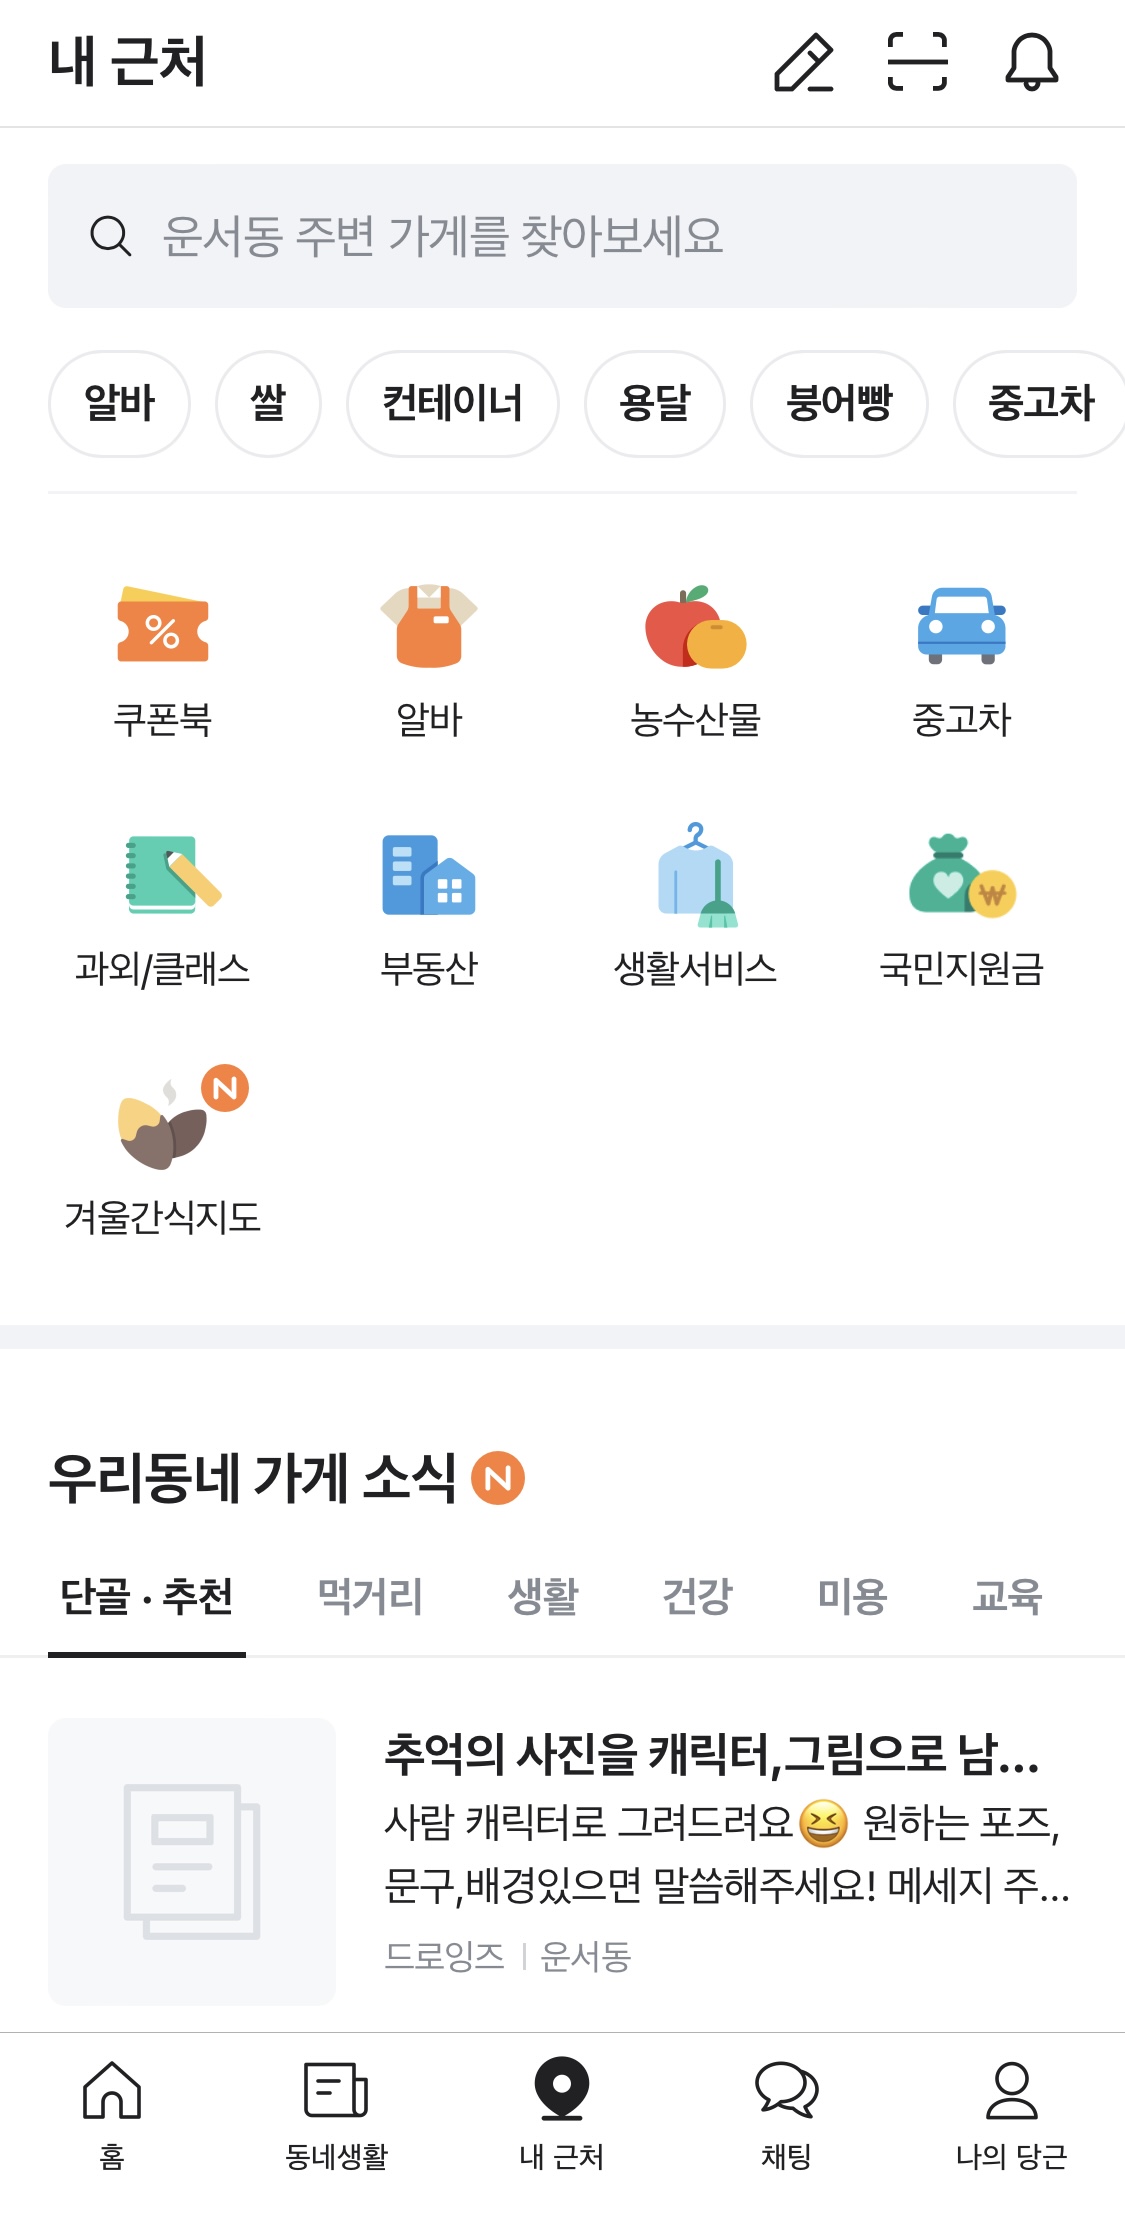 내 근처
운서동 주변 가게를 찾아보세요
알바 쌀 컨테이너 용달 붕어빵 중고차
%
쿠폰북 알바 농수산물 중고차
₩
과외/클래스 부동산 생활서비스 국민지원금
N
겨울간식지도
우리동네 가게 소식 N
단골 · 추천 먹거리 생활 건강 미용 교육
추억의 사진을 캐릭터,그림으로 남...
사람 캐릭터로 그려드려요😆 원하는 포즈,
문구,배경있으면 말씀해주세요! 메세지 주...
드로잉즈 | 운서동
홈 동네생활 내 근처 채팅 나의 당근